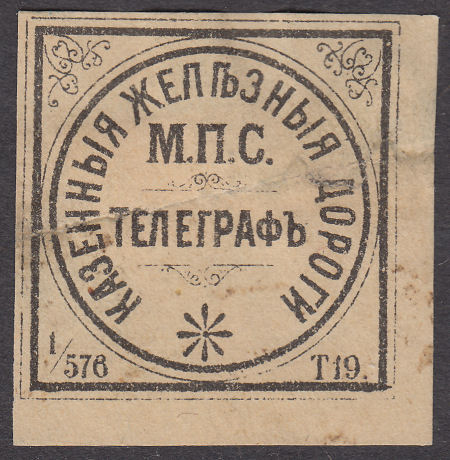 КАЗЕННЫЯ ЖЕЛѢЗНЫЯ ДОРОГИ
М.П.С.
ТЕЛЕГРАФЪ
1/576
Т19.